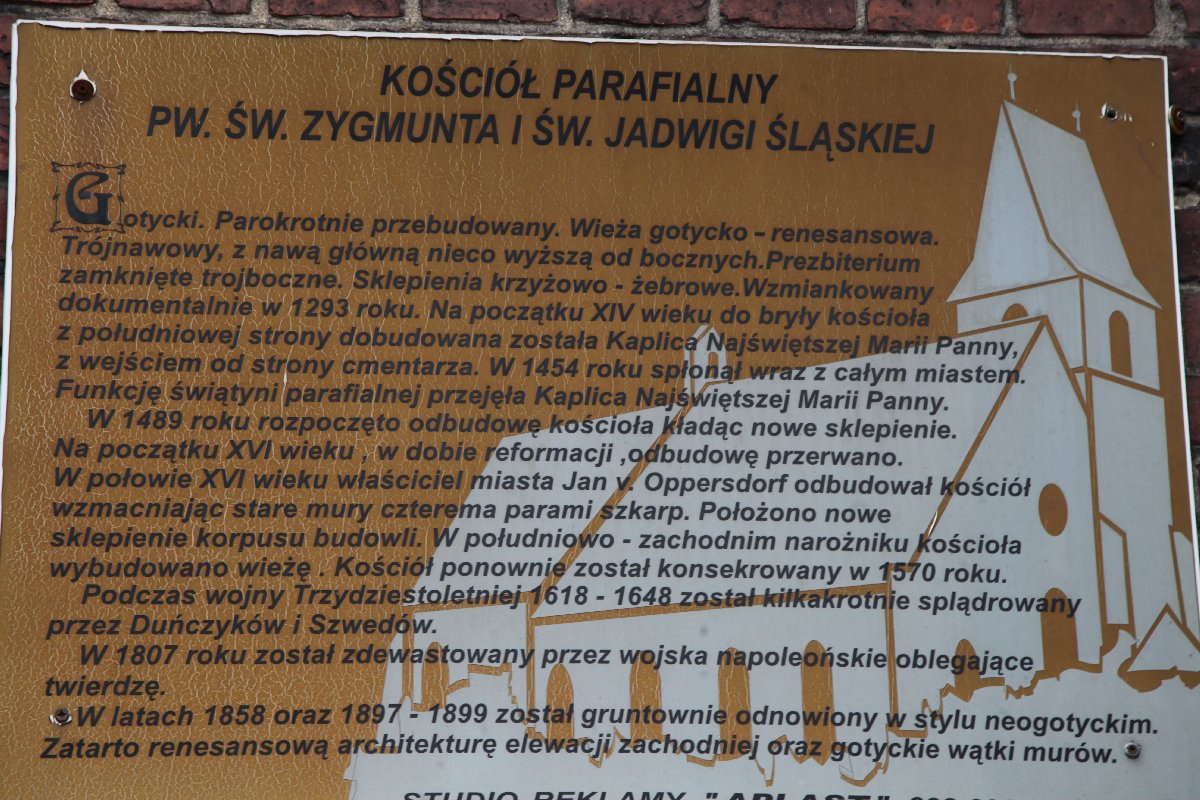 KOŚCIÓŁ PARAFIALNY
PW. ŚW. ZYGMUNTA I ŚW. JADWIGI ŚLĄSKIEJ
Gotycki. Parokrotnie przebudowany. Wieża gotycko - renesansowa.
Trójnawowy, z nawą główną nieco wyższą od bocznych.Prezbiterium
zamknięte trojboczne. Sklepienia krzyżowo - żebrowe.Wzmiankowany
dokumentalnie w 1293 roku. Na początku XIV wieku do bryły kościoła
z południowej strony dobudowana została Kaplica Najświętszej Marii Panny,
z wejściem od strony cmentarza. W 1454 roku spłonął wraz z całym miastem.
Funkcję świątyni parafialnej przejęła Kaplica Najświętszej Marii Panny.
W 1489 roku rozpoczęto odbudowę kościoła kładąc nowe sklepienie.
Na początku XVI wieku , w dobie reformacji ,odbudowę przerwano.
W połowie XVI wieku właściciel miasta Jan v. Oppersdorf odbudował kościół
wzmacniając stare mury czterema parami szkarp. Położono nowe
sklepienie korpusu budowli. W południowo - zachodnim narożniku kościoła
wybudowano wieżę . Kościół ponownie został konsekrowany w 1570 roku.
Podczas wojny Trzydziestoletniej 1618 - 1648 został kilkakrotnie splądrowany
przez Duńczyków i Szwedów.
W 1807 roku został zdewastowany przez wojska napoleońskie oblegające
twierdzę.
W latach 1858 oraz 1897 - 1899 został gruntownie odnowiony w stylu neogotyckim.
Zatarto renesansową architekturę elewacji zachodniej oraz gotyckie wątki murów.
STUDIO REKLAMY